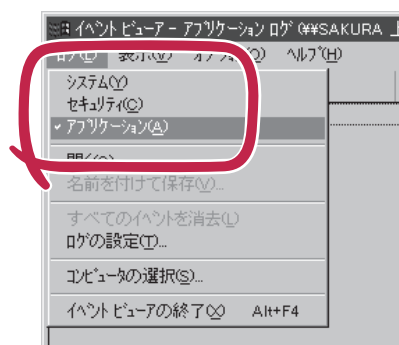 イベント ビューアー - アプリケーション ログ (¥¥SAKURA
ログ(L) 表示(V) オプション(O) ヘルプ(H)
システム(Y)
セキュリティ(C)
✓アプリケーション(A)
開く(O)...
名前を付けて保存(V)...
すべてのイベントを消去(L)
ログの設定(T)...
コンピュータの選択(S)...
イベント ビューアの終了(X) Alt+F4